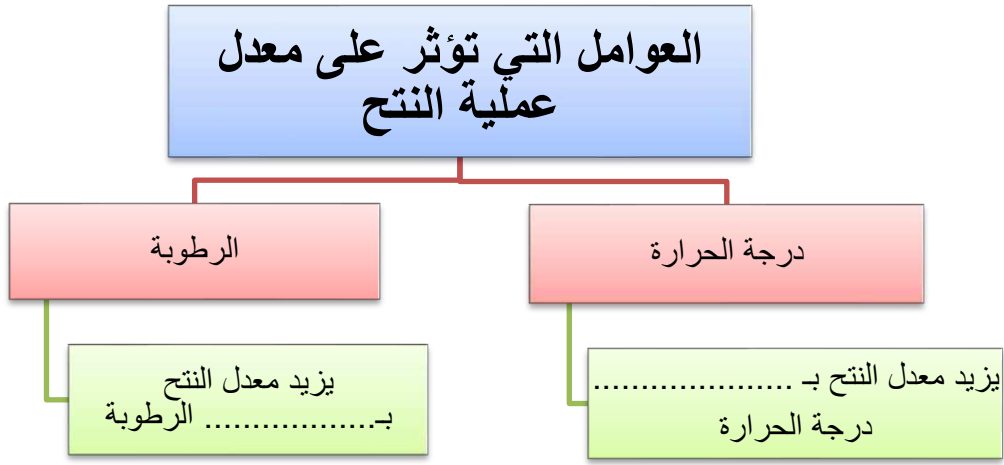 العوامل التي تؤثر على معدل
عملية النتح
درجة الحرارة
الرطوبة
يزيد معدل النتح بـ .....................
درجة الحرارة
يزيد معدل النتح
بـ.................. الرطوبة